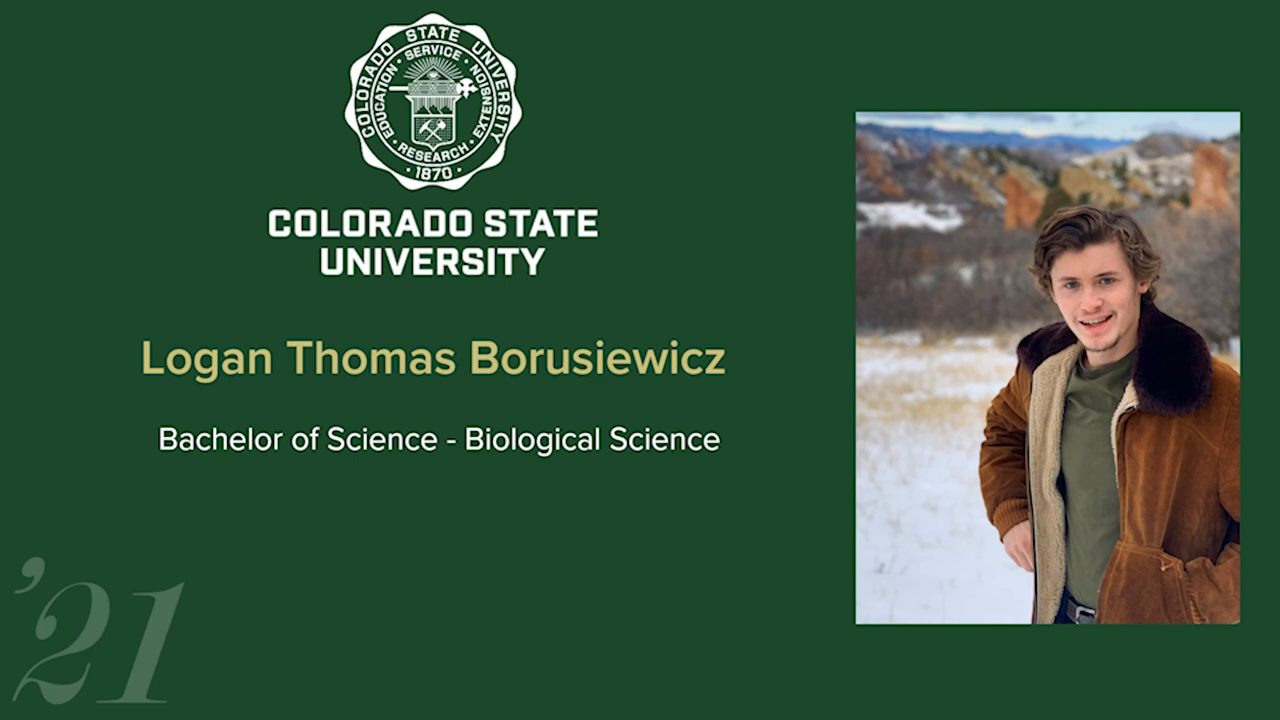 COLORADO STATE UNIVERSITY
EDUCATION • SERVICE • EXTENSION
• RESEARCH •
• 1870 •
COLORADO STATE
UNIVERSITY
Logan Thomas Borusiewicz
Bachelor of Science - Biological Science
’21